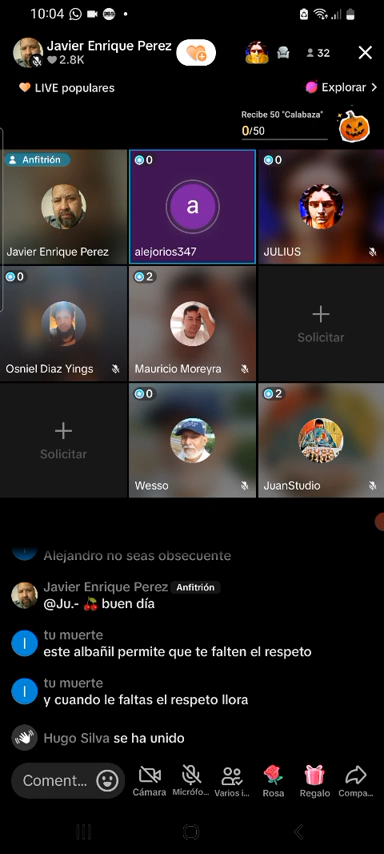 10:04
Javier Enrique Perez
2.8K
32
LIVE populares
Explorar
Recibe 50 "Calabaza"
0/50
Anfitrión
0
0
Javier Enrique Perez
a
alejorios347
JULIUS
0
2
Osniel Diaz Yings
Mauricio Moreyra
Solicitar
Solicitar
0
2
Wesso
JuanStudio
Alejandro no seas obsecuente
Javier Enrique Perez Anfitrión
@Ju.- 🍒 buen día
I
tu muerte
este albañil permite que te falten el respeto
I
tu muerte
y cuando le faltas el respeto llora
Hugo Silva se ha unido
Coment...
Cámara
Micrófo...
Varios i...
Rosa
Regalo
Compa...